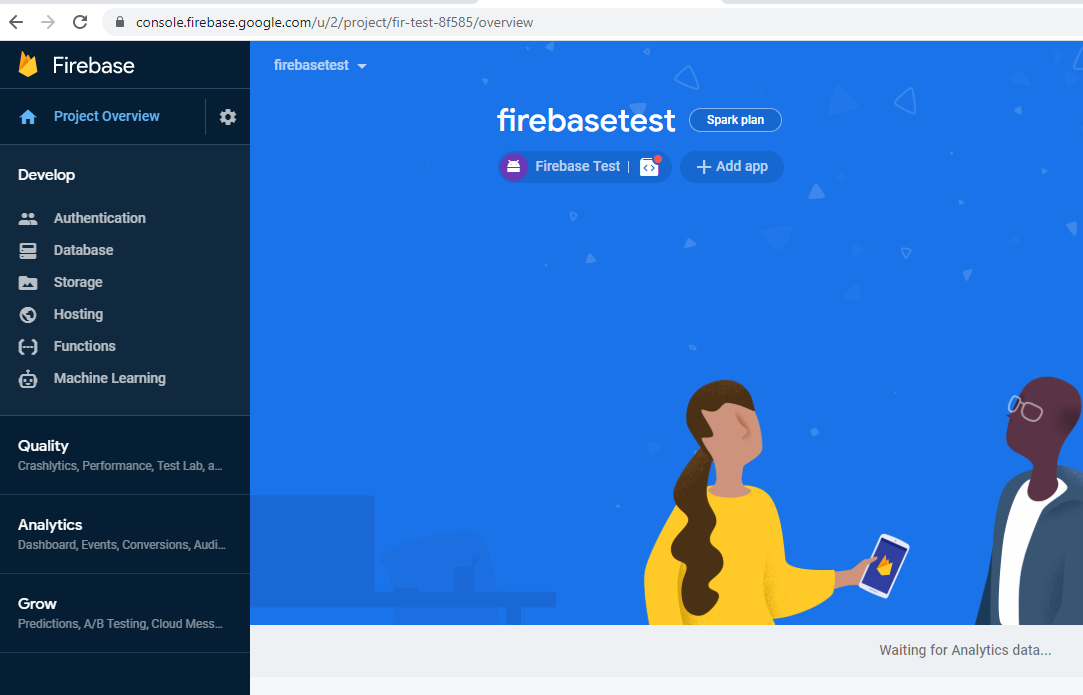 console.firebase.google.com/u/2/project/fir-test-8f585/overview
Firebase
Project Overview
Develop
Authentication
Database
Storage
Hosting
Functions
Machine Learning
Quality
Crashlytics, Performance, Test Lab, a...
Analytics
Dashboard, Events, Conversions, Audi...
Grow
Predictions, A/B Testing, Cloud Mess...
firebasetest
firebasetest Spark plan
Firebase Test | + Add app
Waiting for Analytics data...